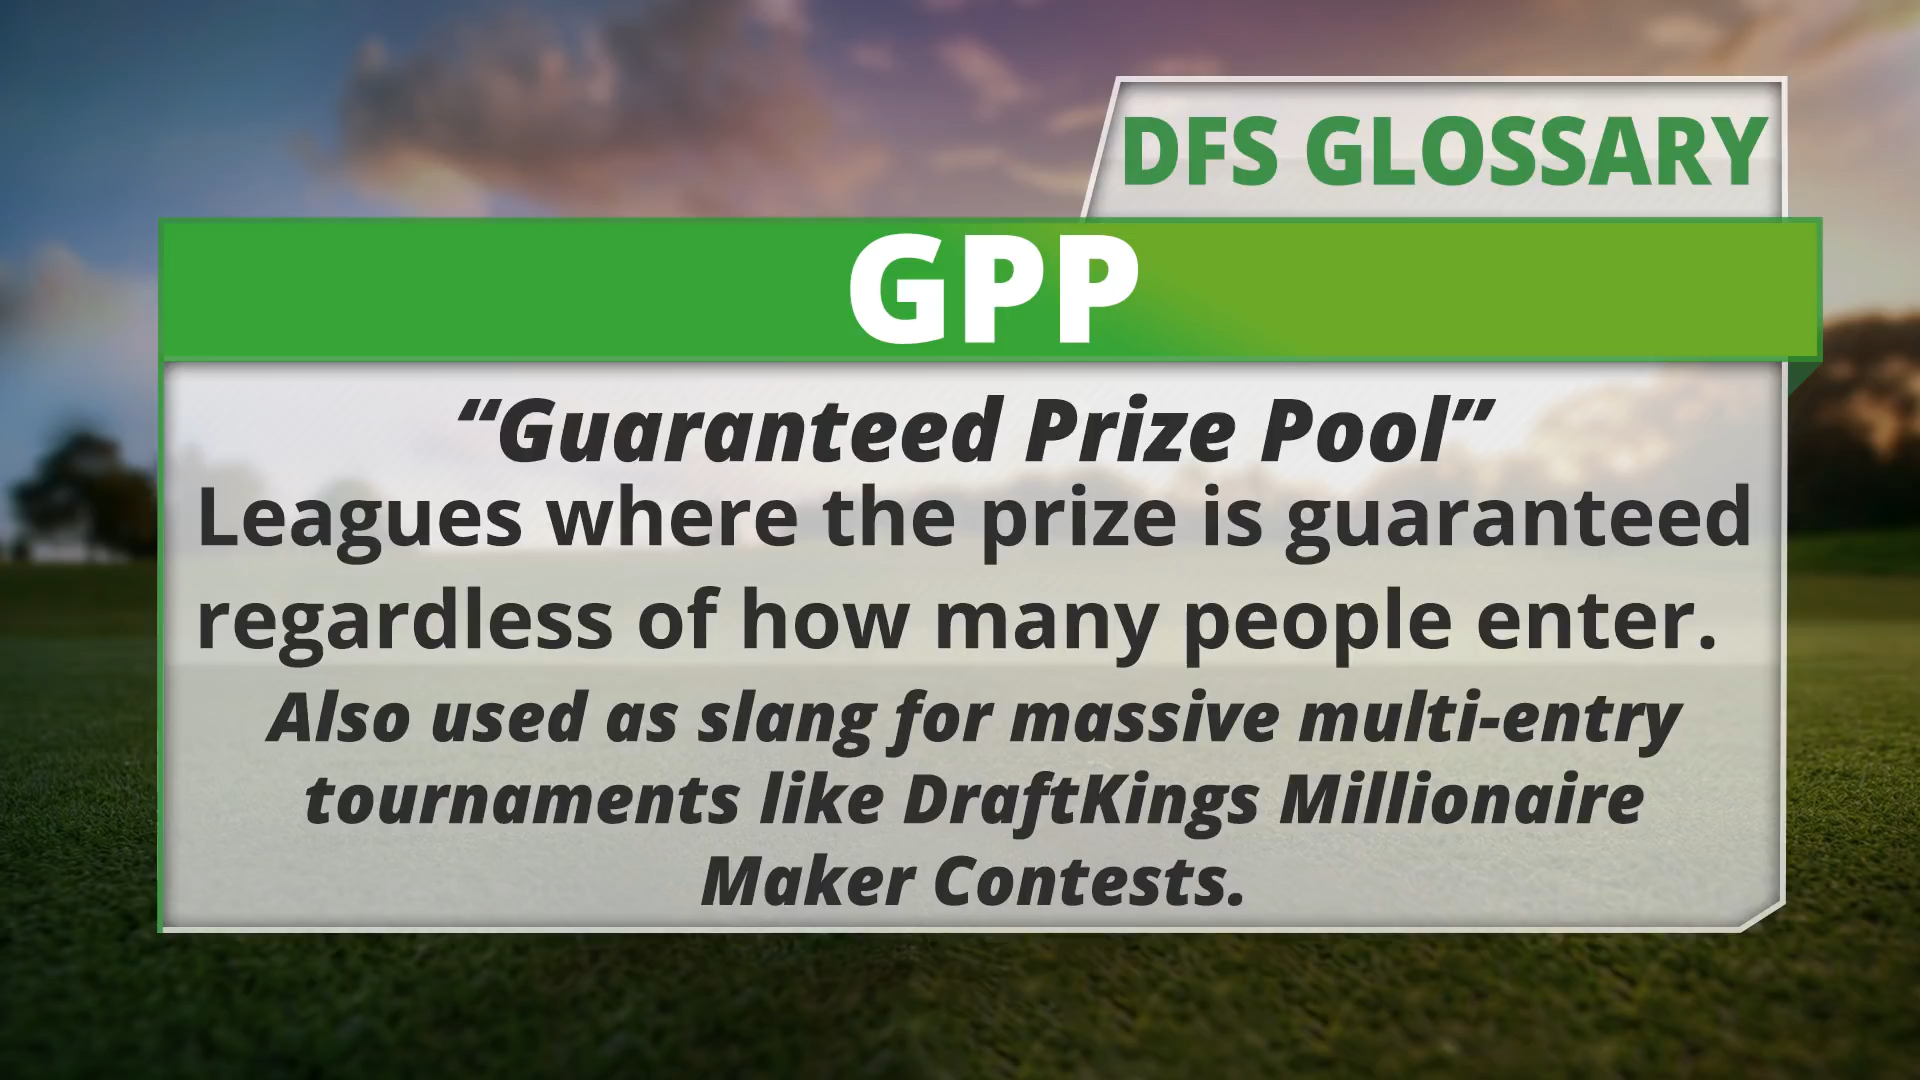 DFS GLOSSARY
GPP
“Guaranteed Prize Pool”
Leagues where the prize is guaranteed
regardless of how many people enter.
Also used as slang for massive multi-entry
tournaments like DraftKings Millionaire
Maker Contests.